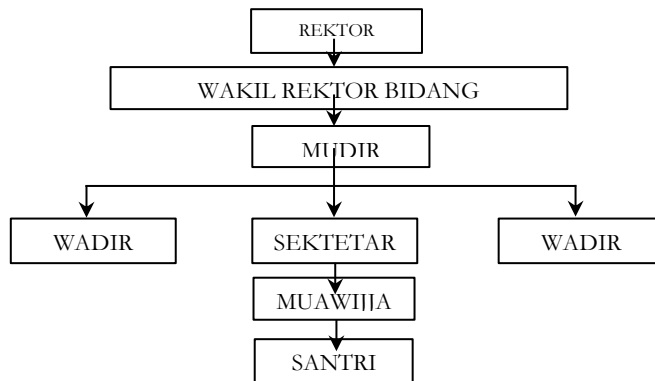 REKTOR
WAKIL REKTOR BIDANG
MUDIR
WADIR
SEKTETAR
WADIR
MUAWIJJA
SANTRI